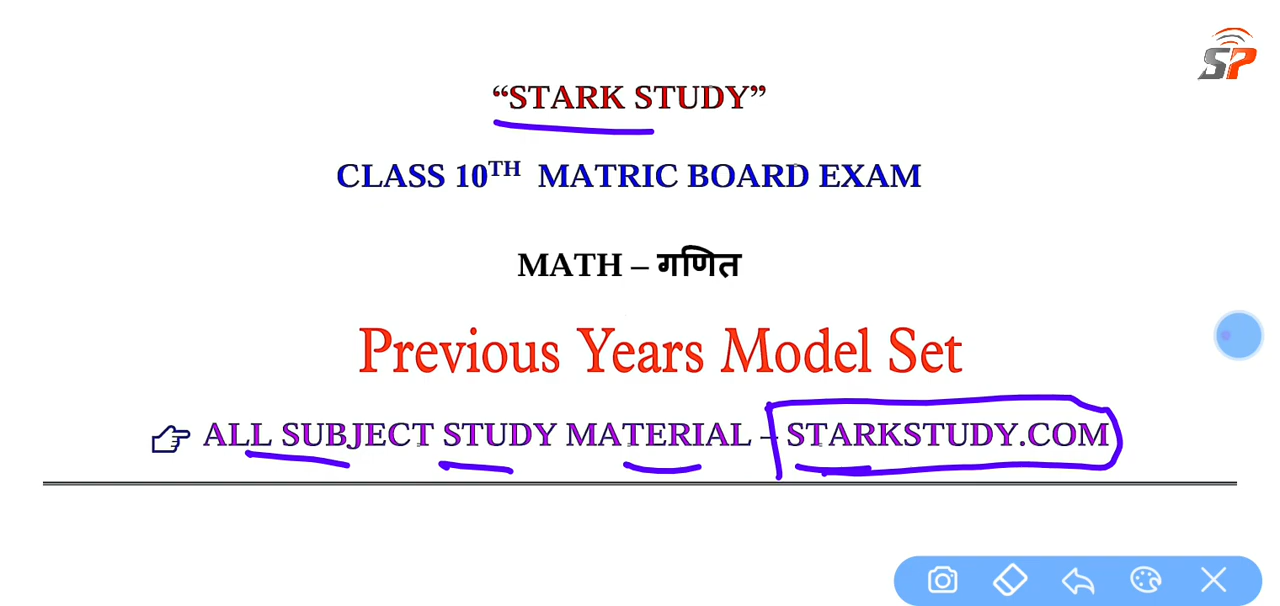 SP
“STARK STUDY”
CLASS 10TH MATRIC BOARD EXAM
MATH – गणित
Previous Years Model Set
ALL SUBJECT STUDY MATERIAL – STARKSTUDY.COM